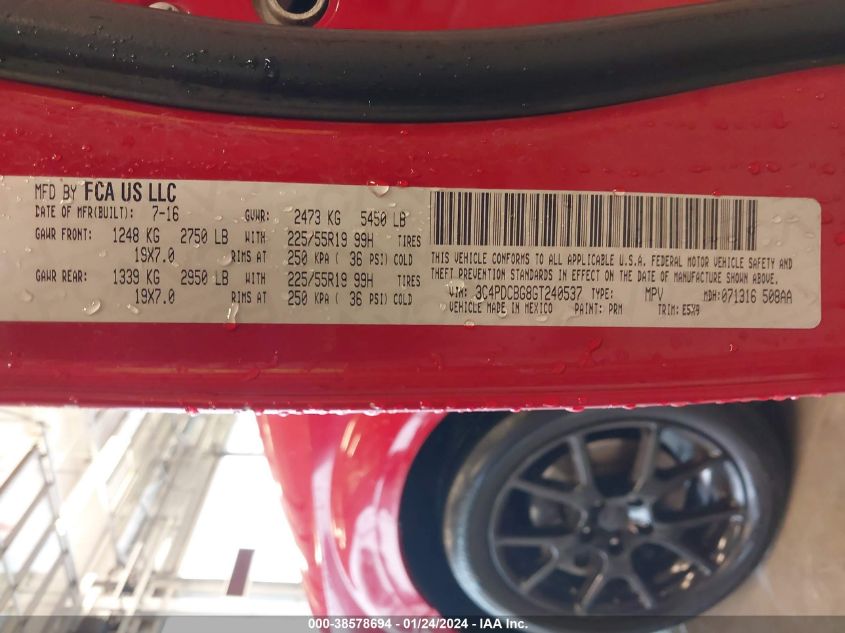 MFD BY FCA US LLC
DATE OF MFR(BUILT): 7-16 GVWR: 2473 KG 5450 LB
GAWR FRONT: 1248 KG 2750 LB WITH 225/55R19 99H TIRES
19X7.0 RIMS AT 250 KPA ( 36 PSI) COLD
GAWR REAR: 1339 KG 2950 LB WITH 225/55R19 99H TIRES
19X7.0 RIMS AT 250 KPA ( 36 PSI) COLD
THIS VEHICLE CONFORMS TO ALL APPLICABLE U.S.A. FEDERAL MOTOR VEHICLE SAFETY AND
THEFT PREVENTION STANDARDS IN EFFECT ON THE DATE OF MANUFACTURE SHOWN ABOVE.
VIN: 3C4PDCBG8GT240537 TYPE: MPV MDH: 071316 508AA
VEHICLE MADE IN MEXICO PAINT: PRM TRIM: E5X9
000-38578694 - 01/24/2024 - IAAI.com